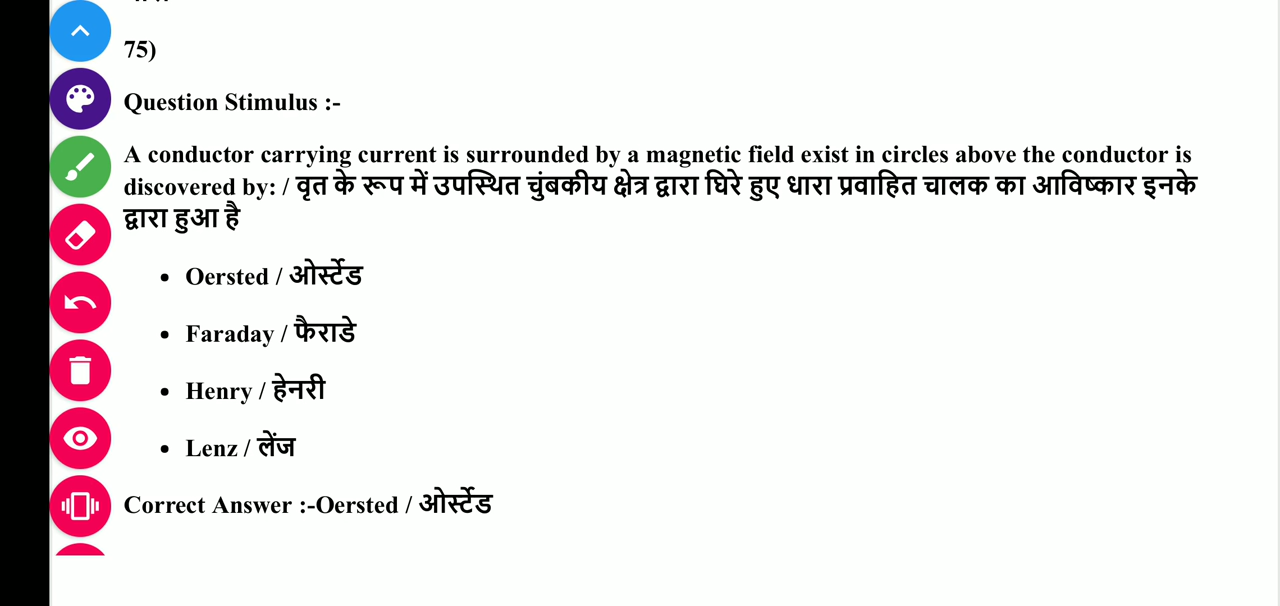 75)
Question Stimulus :-
A conductor carrying current is surrounded by a magnetic field exist in circles above the conductor is
discovered by: / वृत के रूप में उपस्थित चुंबकीय क्षेत्र द्वारा घिरे हुए धारा प्रवाहित चालक का आविष्कार इनके
द्वारा हुआ है
• Oersted / ओर्स्टेड
• Faraday / फैराडे
• Henry / हेनरी
• Lenz / लेंज
Correct Answer :-Oersted / ओर्स्टेड